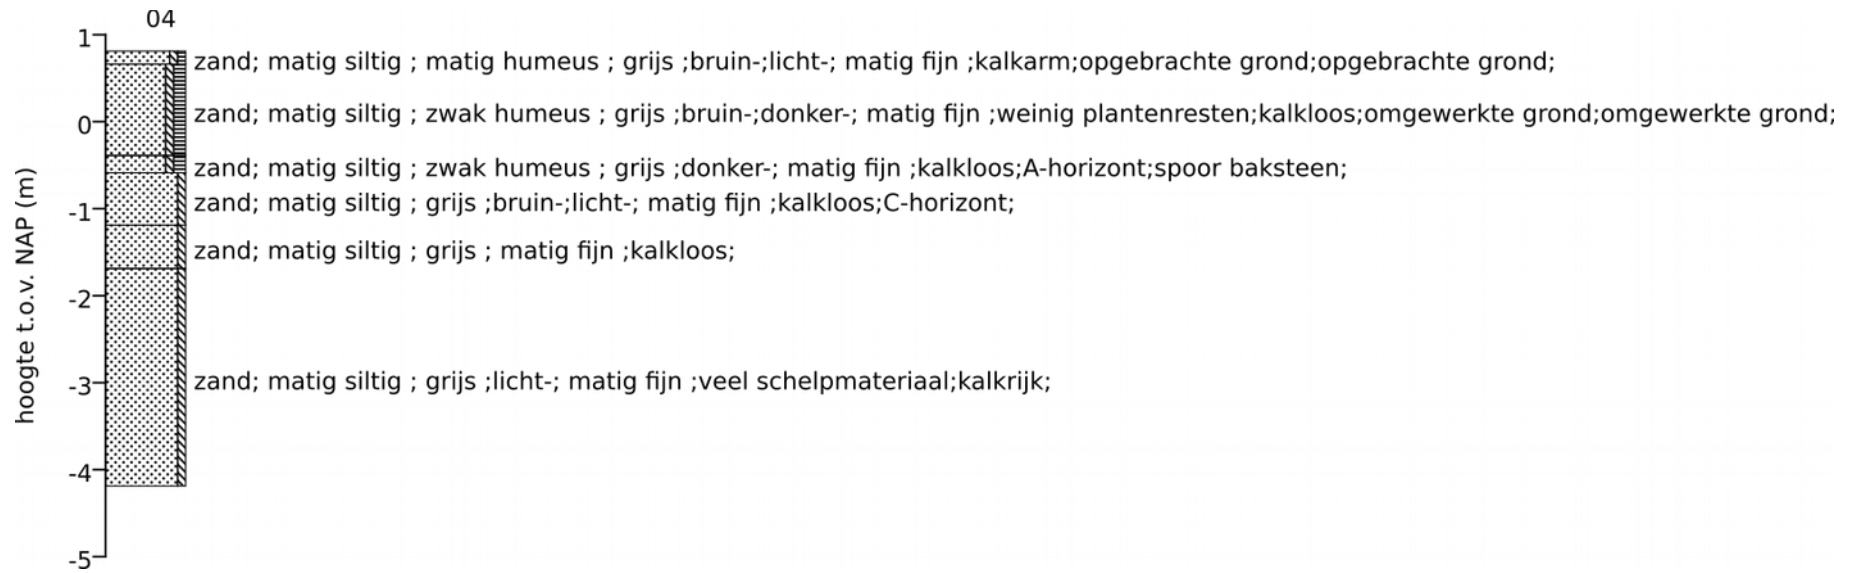 04
1
zand; matig siltig ; matig humeus ; grijs ;bruin-;licht-; matig fijn ;kalkarm;opgebrachte grond;opgebrachte grond;
0
zand; matig siltig ; zwak humeus ; grijs ;bruin-;donker-; matig fijn ;weinig plantenresten;kalkloos;omgewerkte grond;omgewerkte grond;
zand; matig siltig ; zwak humeus ; grijs ;donker-; matig fijn ;kalkloos;A-horizont;spoor baksteen;
-1
zand; matig siltig ; grijs ;bruin-;licht-; matig fijn ;kalkloos;C-horizont;
zand; matig siltig ; grijs ; matig fijn ;kalkloos;
-2
-3
zand; matig siltig ; grijs ;licht-; matig fijn ;veel schelpmateriaal;kalkrijk;
-4
-5
hoogte t.o.v. NAP (m)